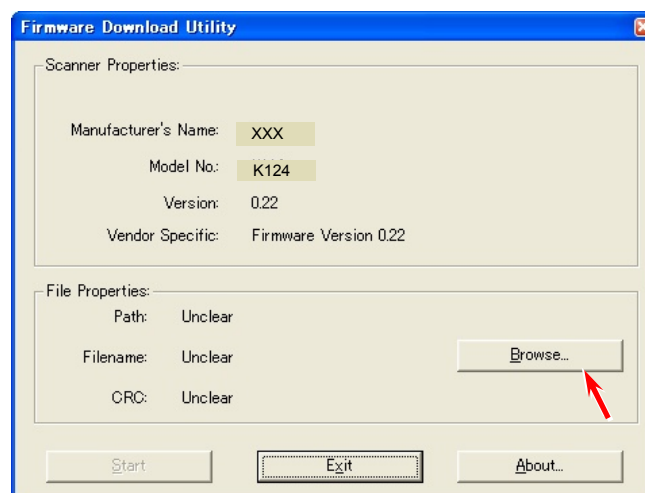 Firmware Download Utility
Scanner Properties:
Manufacturer's Name: XXX
Model No.: K124
Version: 0.22
Vendor Specific: Firmware Version 0.22
File Properties:
Path: Unclear
Filename: Unclear
Browse...
CRC: Unclear
Start Exit About...